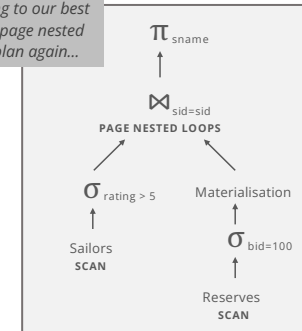 g to our best
page nested
plan again...
π sname
⋈ sid=sid
PAGE NESTED LOOPS
σ rating > 5
Materialisation
Sailors
SCAN
σ bid=100
Reserves
SCAN